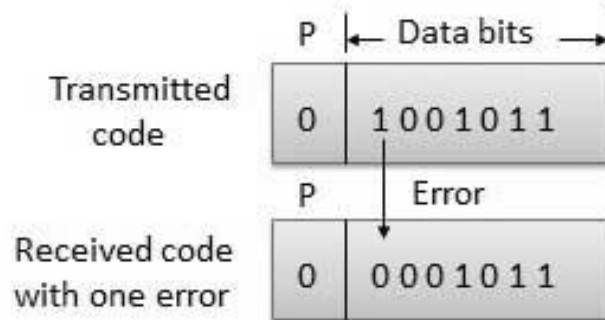 P Data bits
Transmitted
code
0 1001011
P Error
Received code
with one error
0 0001011